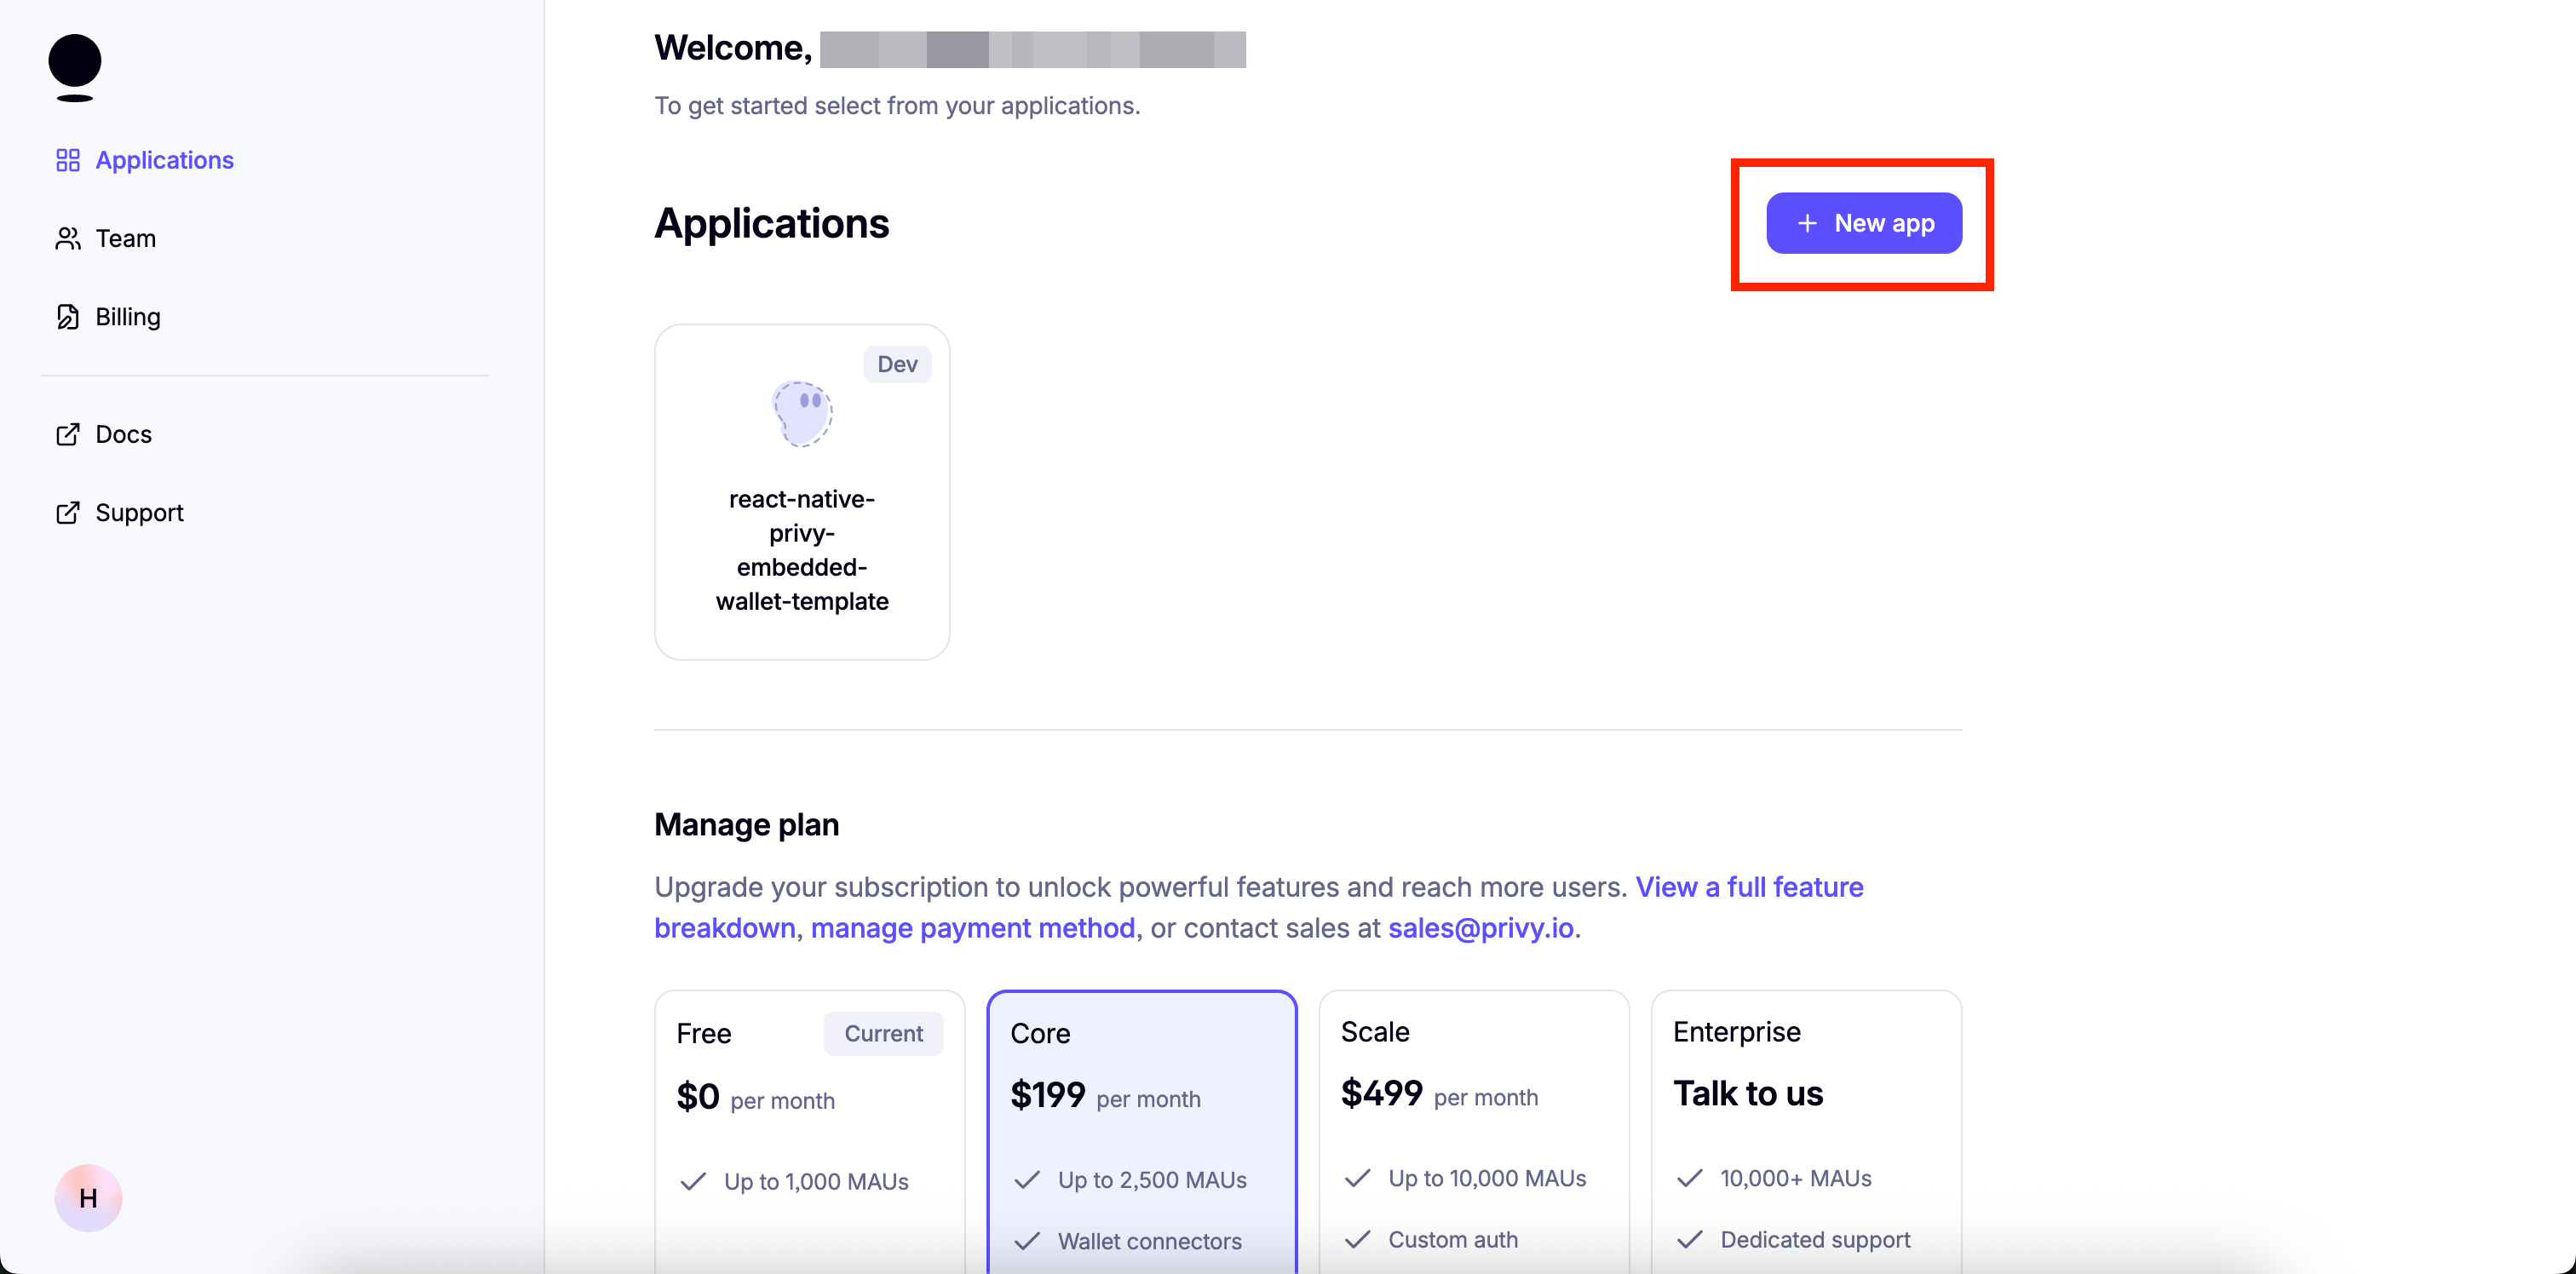 Applications
Team
Billing
Docs
Support
H
Welcome,
To get started select from your applications.
Applications
+ New app
Dev
react-native-
privy-
embedded-
wallet-template
Manage plan
Upgrade your subscription to unlock powerful features and reach more users. View a full feature
breakdown, manage payment method, or contact sales at sales@privy.io.
Free
Current
$0 per month
Up to 1,000 MAUs
Core
$199 per month
Up to 2,500 MAUs
Wallet connectors
Scale
$499 per month
Up to 10,000 MAUs
Custom auth
Enterprise
Talk to us
10,000+ MAUs
Dedicated support